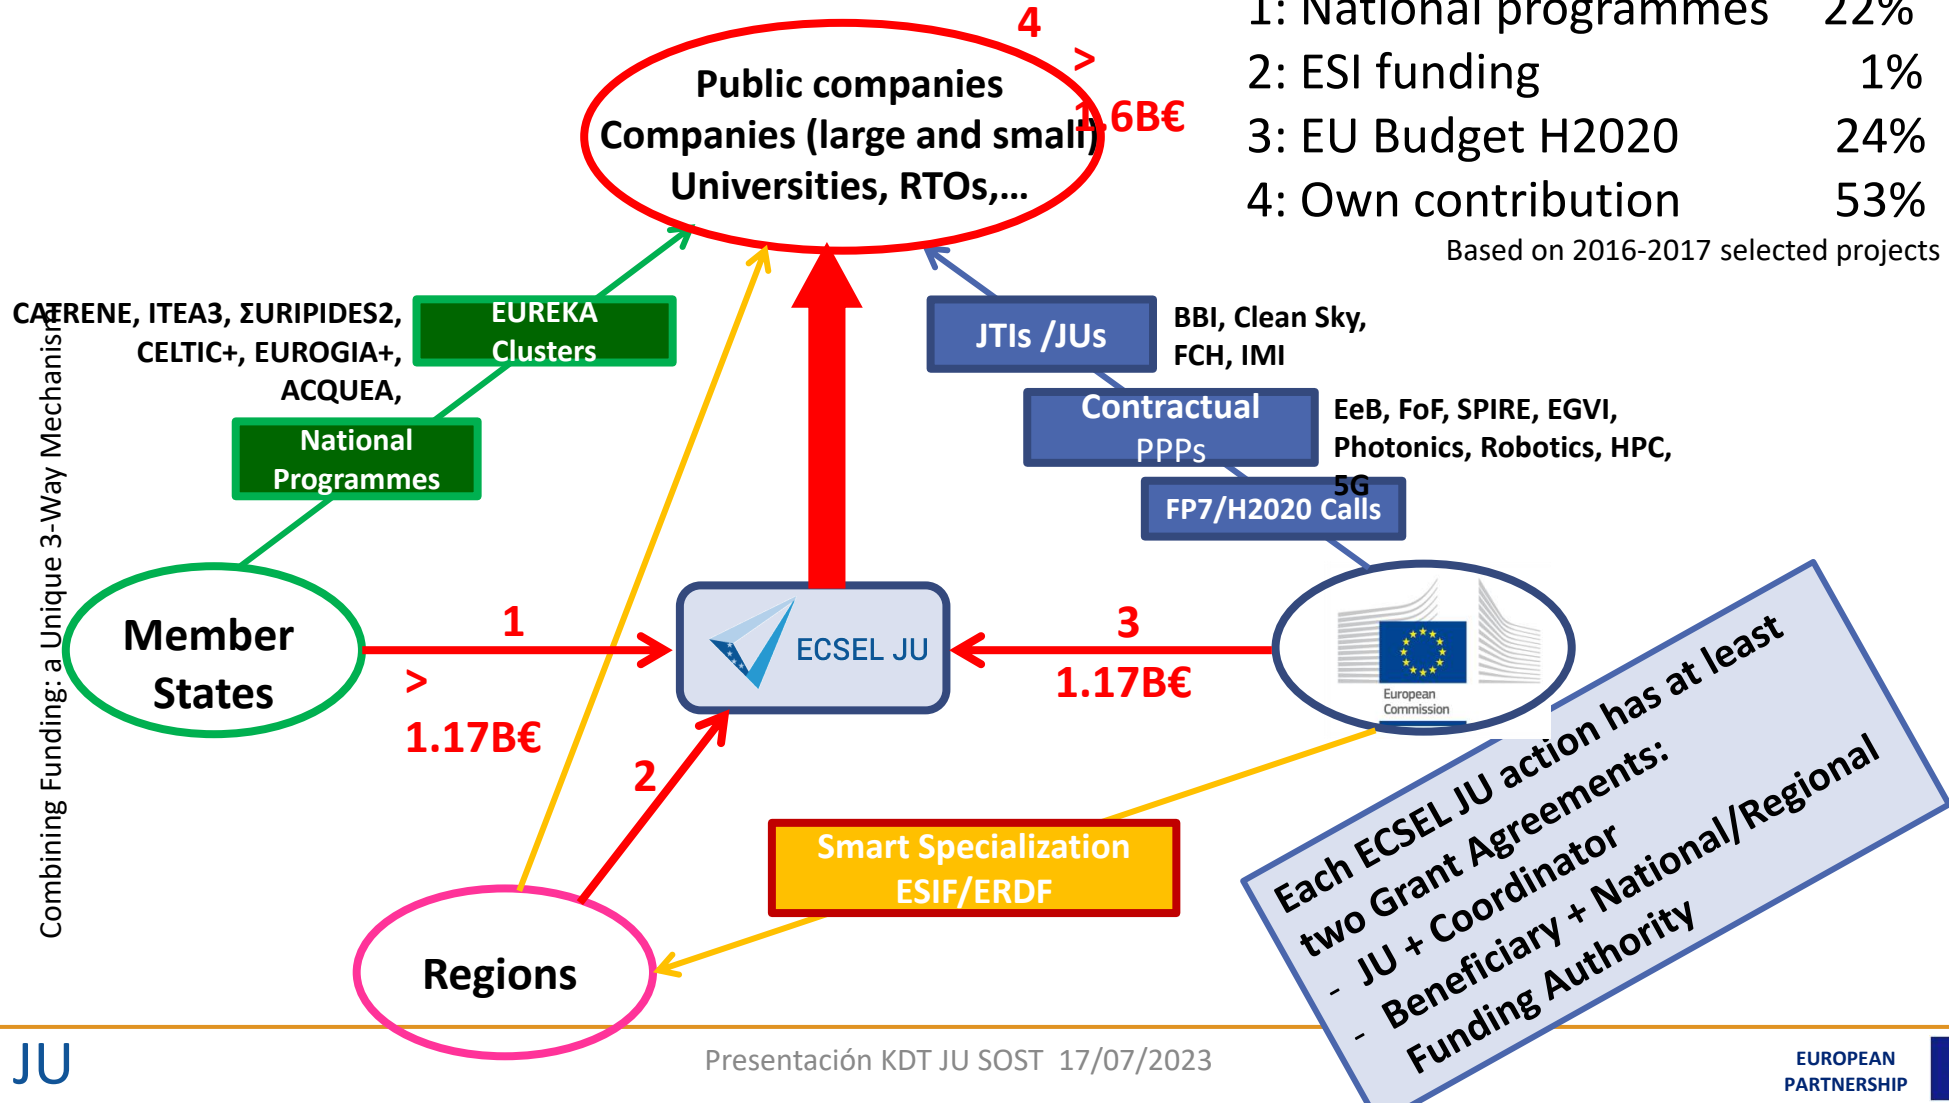 1: National programmes 22%
2: ESI funding 1%
3: EU Budget H2020 24%
4: Own contribution 53%
Based on 2016-2017 selected projects
4
>
1.6B€
Public companies
Companies (large and small)
Universities, RTOs,...
Combining Funding: a Unique 3-Way Mechanism
CATRENE, ITEA3, ΣURIPIDES2,
CELTIC+, EUROGIA+,
ACQUEA,
EUREKA
Clusters
National
Programmes
JTIs /JUs
BBI, Clean Sky,
FCH, IMI
Contractual
PPPs
EeB, FoF, SPIRE, EGVI,
Photonics, Robotics, HPC,
5G
FP7/H2020 Calls
Member
States
1
>
1.17B€
ECSEL JU
3
1.17B€
European
Commission
2
Smart Specialization
ESIF/ERDF
Regions
Each ECSEL JU action has at least
two Grant Agreements:
- JU + Coordinator
- Beneficiary + National/Regional
Funding Authority
JU
Presentación KDT JU SOST 17/07/2023
EUROPEAN
PARTNERSHIP